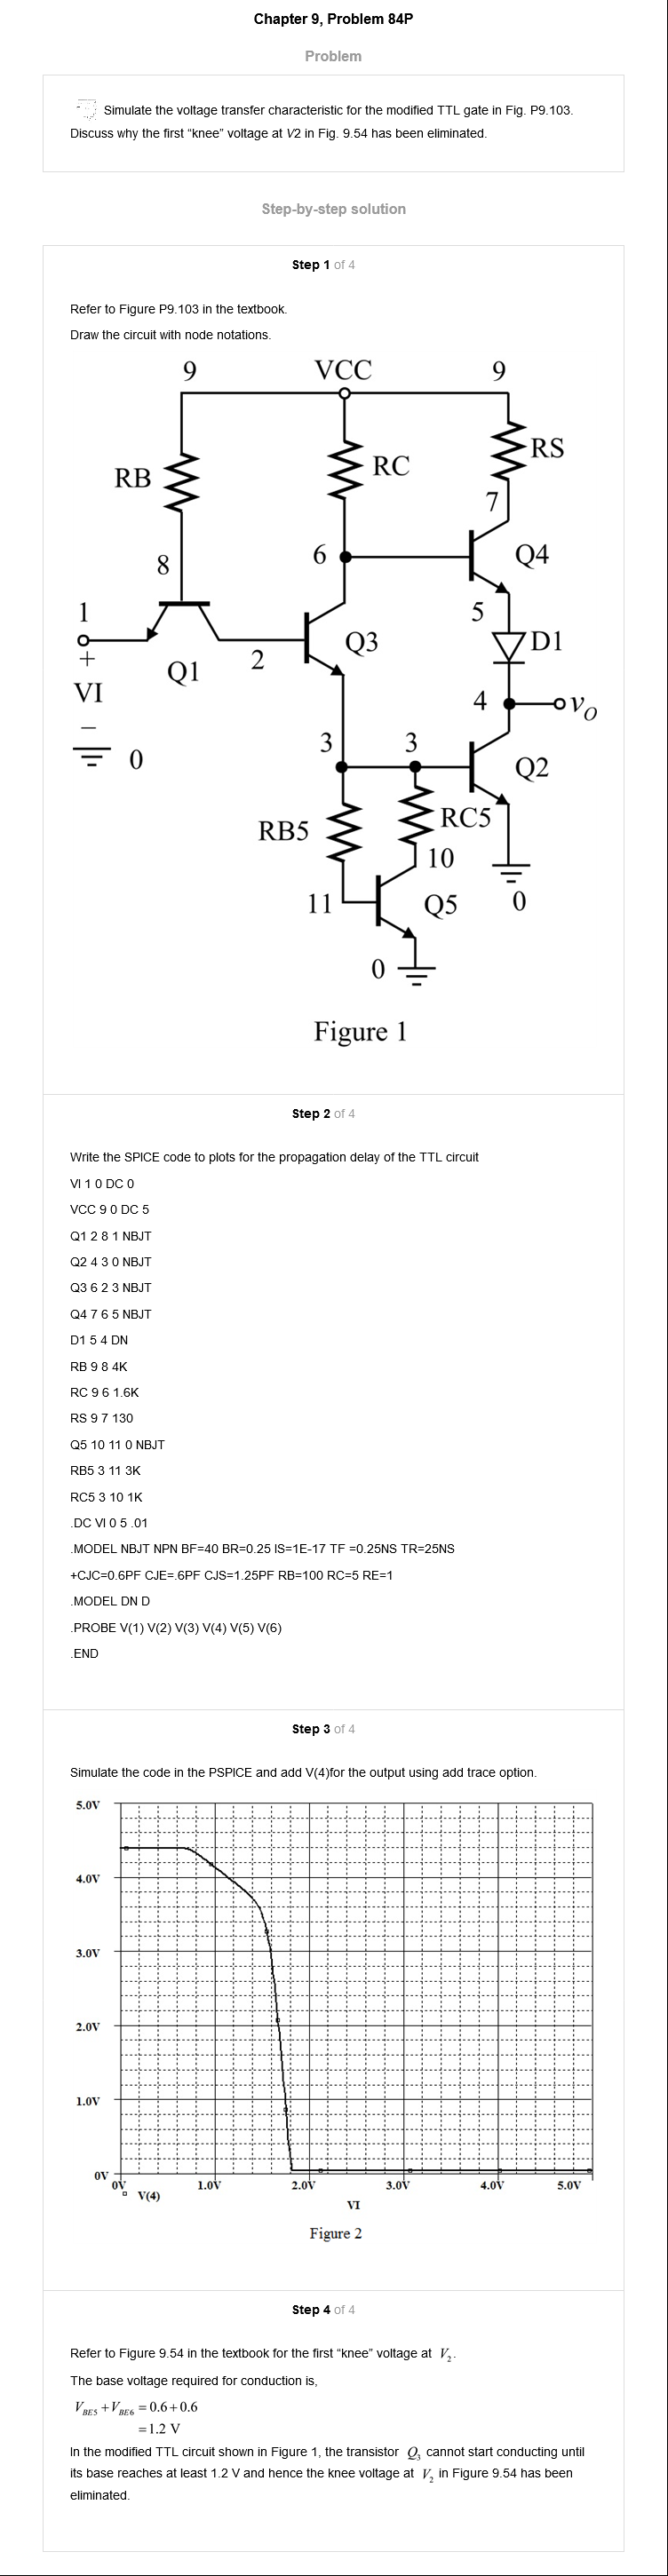 Chapter 9, Problem 84P
Problem
Simulate the voltage transfer characteristic for the modified TTL gate in Fig. P9.103.
Discuss why the first “knee” voltage at V2 in Fig. 9.54 has been eliminated.
Step-by-step solution
Step 1 of 4
Refer to Figure P9.103 in the textbook.
Draw the circuit with node notations.
9 VCC 9
RB RC RS
7
8 6 Q4
1 5
+ Q1 2 Q3 D1
VI 4 vO
−
0 3 3 Q2
RB5 RC5
10
11 Q5 0
0
Figure 1
Step 2 of 4
Write the SPICE code to plots for the propagation delay of the TTL circuit
VI 1 0 DC 0
VCC 9 0 DC 5
Q1 2 8 1 NBJT
Q2 4 3 0 NBJT
Q3 6 2 3 NBJT
Q4 7 6 5 NBJT
D1 5 4 DN
RB 9 8 4K
RC 9 6 1.6K
RS 9 7 130
Q5 10 11 0 NBJT
RB5 3 11 3K
RC5 3 10 1K
.DC VI 0 5 .01
.MODEL NBJT NPN BF=40 BR=0.25 IS=1E-17 TF =0.25NS TR=25NS
+CJC=0.6PF CJE=.6PF CJS=1.25PF RB=100 RC=5 RE=1
.MODEL DN D
.PROBE V(1) V(2) V(3) V(4) V(5) V(6)
.END
Step 3 of 4
Simulate the code in the PSPICE and add V(4)for the output using add trace option.
5.0V
4.0V
3.0V
2.0V
1.0V
0V
0V 1.0V 2.0V 3.0V 4.0V 5.0V
V(4)
VI
Figure 2
Step 4 of 4
Refer to Figure 9.54 in the textbook for the first “knee” voltage at V2.
The base voltage required for conduction is,
VBE5 + VBE6 = 0.6 + 0.6
= 1.2 V
In the modified TTL circuit shown in Figure 1, the transistor Q3 cannot start conducting until
its base reaches at least 1.2 V and hence the knee voltage at V2 in Figure 9.54 has been
eliminated.